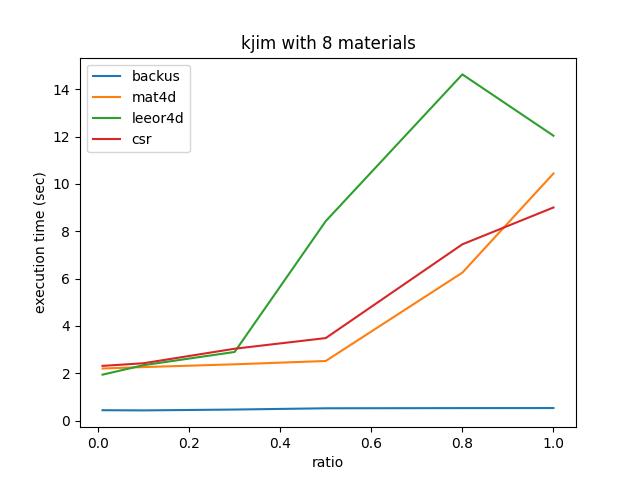 kjim with 8 materials
backus
mat4d
leeor4d
csr
execution time (sec)
14
12
10
8
6
4
2
0
0.0 0.2 0.4 0.6 0.8 1.0
ratio